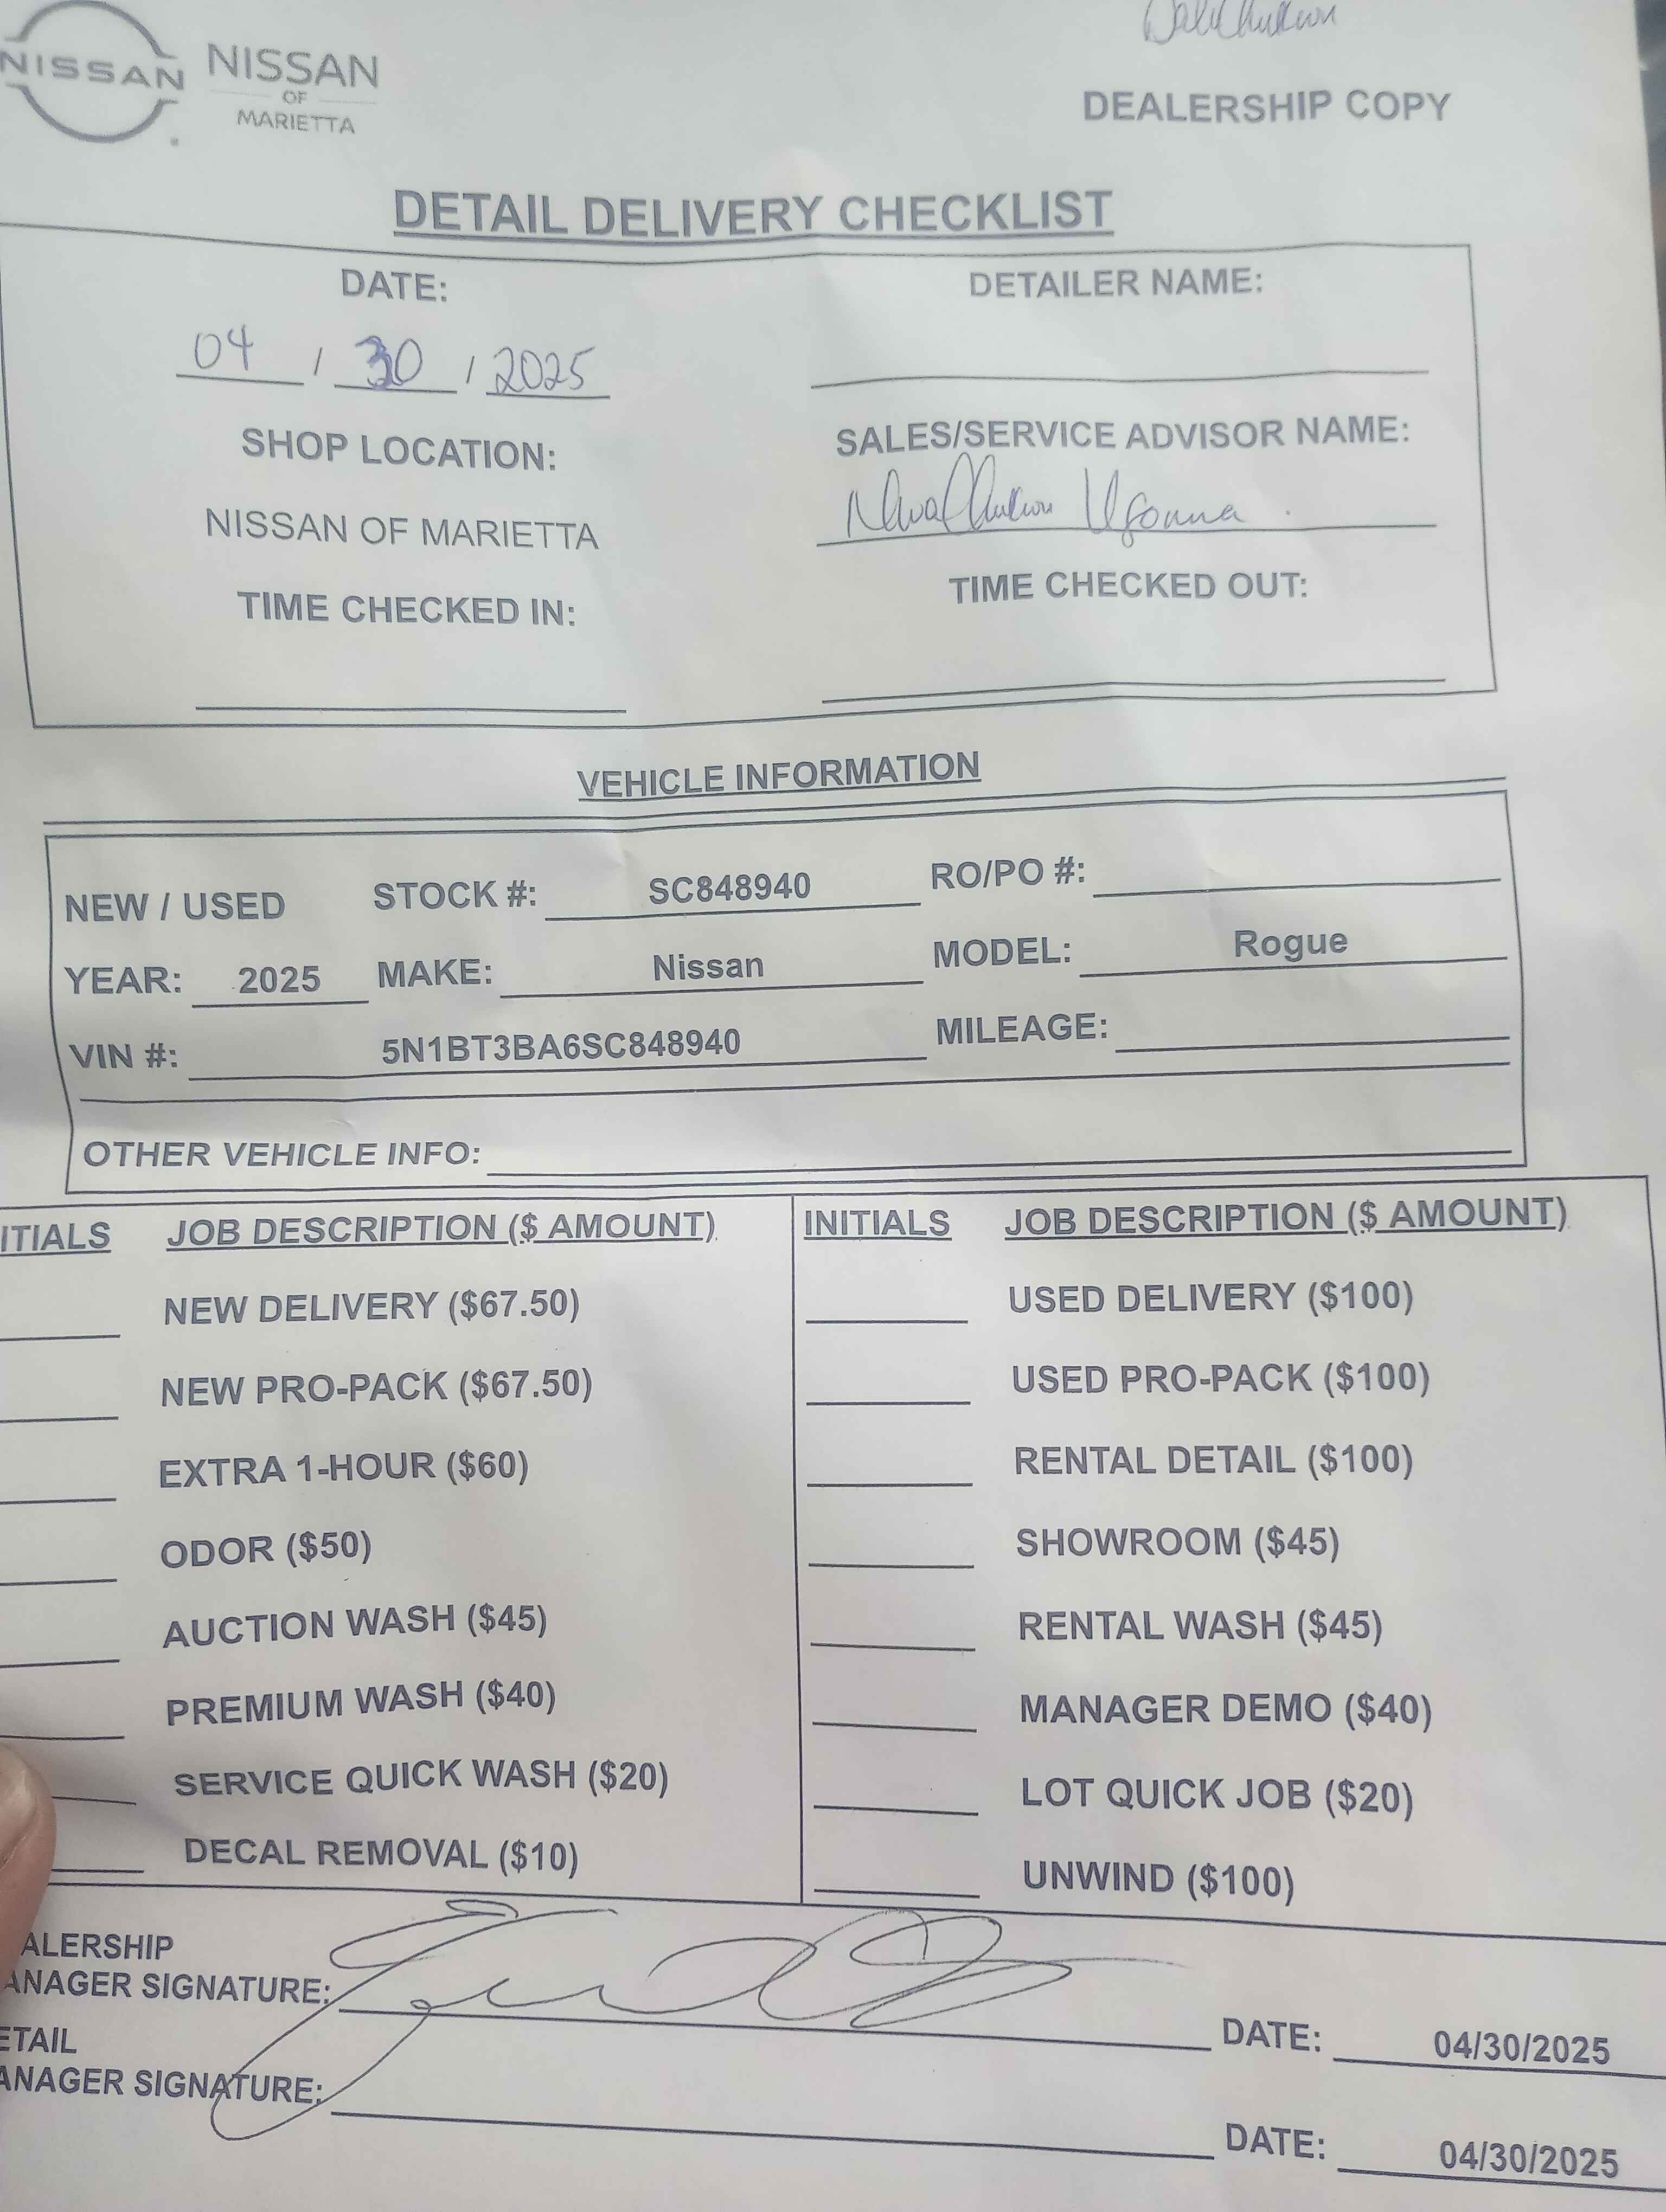 NISSAN
NISSAN
OF
MARIETTA
DEALERSHIP COPY
DETAIL DELIVERY CHECKLIST
DATE: DETAILER NAME:
04 / 30 / 2025
SHOP LOCATION: SALES/SERVICE ADVISOR NAME:
NISSAN OF MARIETTA
TIME CHECKED IN: TIME CHECKED OUT:
VEHICLE INFORMATION
NEW / USED STOCK #: SC848940 RO/PO #:
YEAR: 2025 MAKE: Nissan MODEL: Rogue
VIN #: 5N1BT3BA6SC848940 MILEAGE:
OTHER VEHICLE INFO:
ITIALS JOB DESCRIPTION ($ AMOUNT) INITIALS JOB DESCRIPTION ($ AMOUNT)
NEW DELIVERY ($67.50) USED DELIVERY ($100)
NEW PRO-PACK ($67.50) USED PRO-PACK ($100)
EXTRA 1-HOUR ($60) RENTAL DETAIL ($100)
ODOR ($50) SHOWROOM ($45)
AUCTION WASH ($45) RENTAL WASH ($45)
PREMIUM WASH ($40) MANAGER DEMO ($40)
SERVICE QUICK WASH ($20) LOT QUICK JOB ($20)
DECAL REMOVAL ($10) UNWIND ($100)
ALERSHIP
ANAGER SIGNATURE: DATE: 04/30/2025
ETAIL
ANAGER SIGNATURE: DATE: 04/30/2025